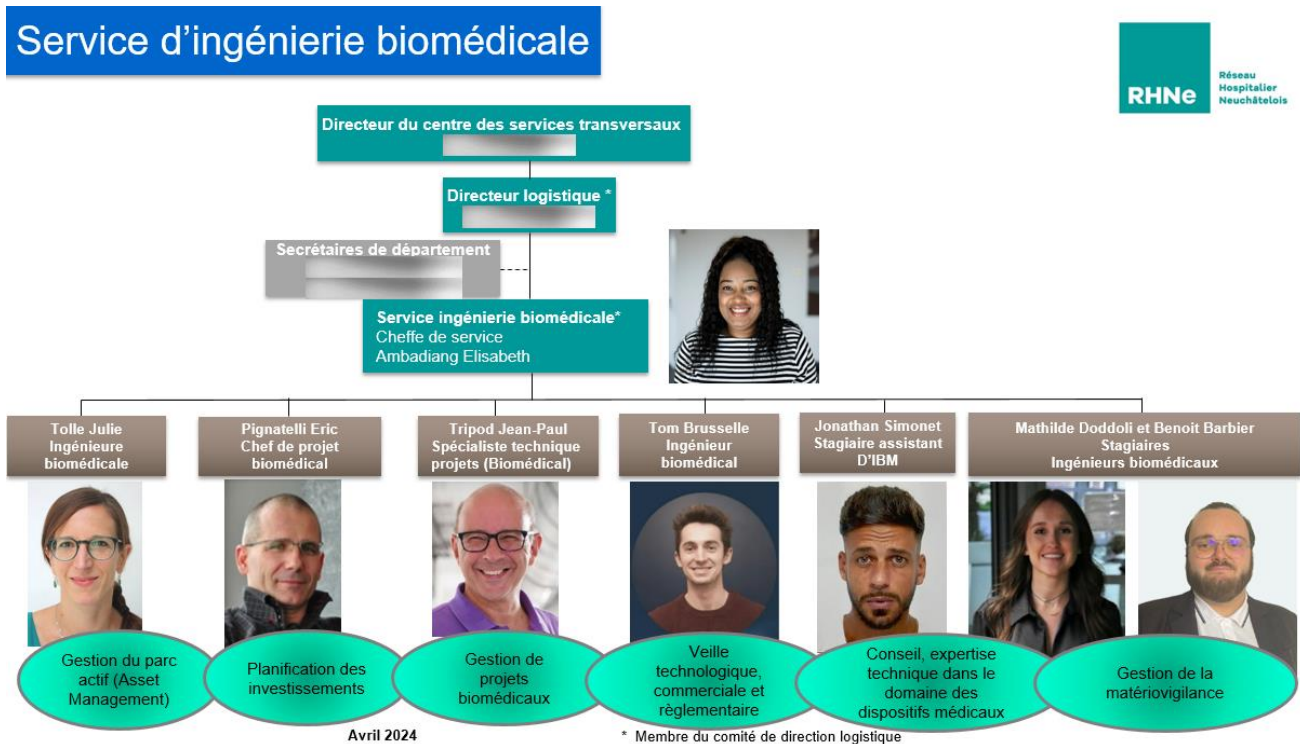 Service d'ingénierie biomédicale
RHNe
Réseau
Hospitalier
Neuchâtelois
Directeur du centre des services transversaux
Directeur logistique *
Secrétaires de département
Service ingénierie biomédicale*
Cheffe de service
Ambadiang Elisabeth
Tolle Julie
Ingénieure
biomédicale
Pignatelli Eric
Chef de projet
biomédical
Tripod Jean-Paul
Spécialiste technique
projets (Biomédical)
Tom Brusselle
Ingénieur
biomédical
Jonathan Simonet
Stagiaire assistant
D'IBM
Mathilde Doddoli et Benoit Barbier
Stagiaires
Ingénieurs biomédicaux
Gestion du parc
actif (Asset
Management)
Planification des
investissements
Gestion de
projets
biomédicaux
Veille
technologique,
commerciale et
règlementaire
Conseil, expertise
technique dans le
domaine des
dispositifs médicaux
Gestion de la
matériovigilance
Avril 2024
* Membre du comité de direction logistique